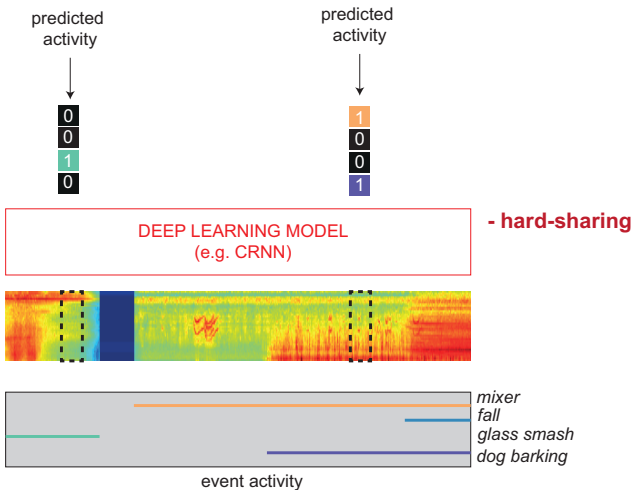 predicted
activity
predicted
activity
0
0
1
0
1
0
0
1
DEEP LEARNING MODEL
(e.g. CRNN)
- hard-sharing
mixer
fall
glass smash
dog barking
event activity